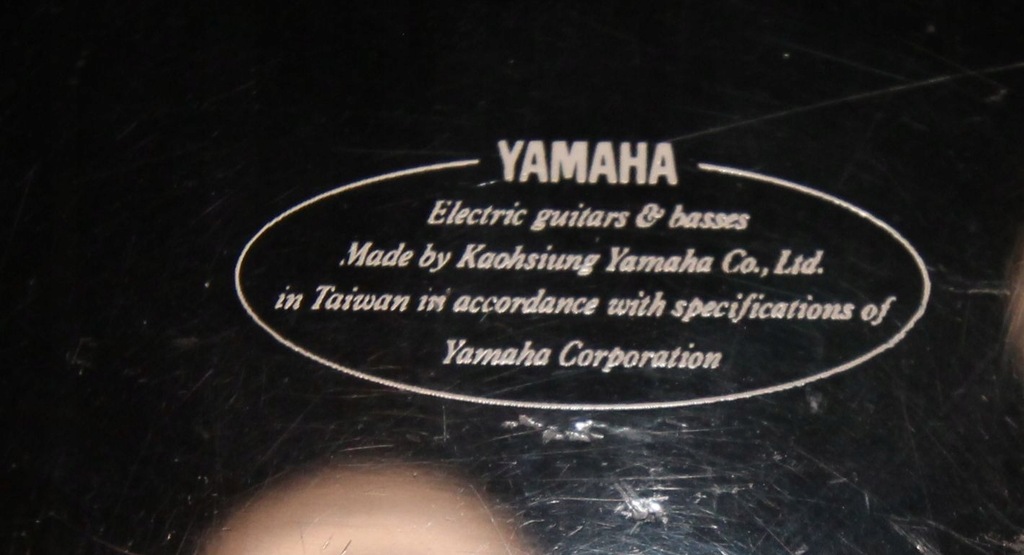 YAMAHA
Electric guitars & basses
Made by Kaohsiung Yamaha Co., Ltd.
in Taiwan in accordance with specifications of
Yamaha Corporation